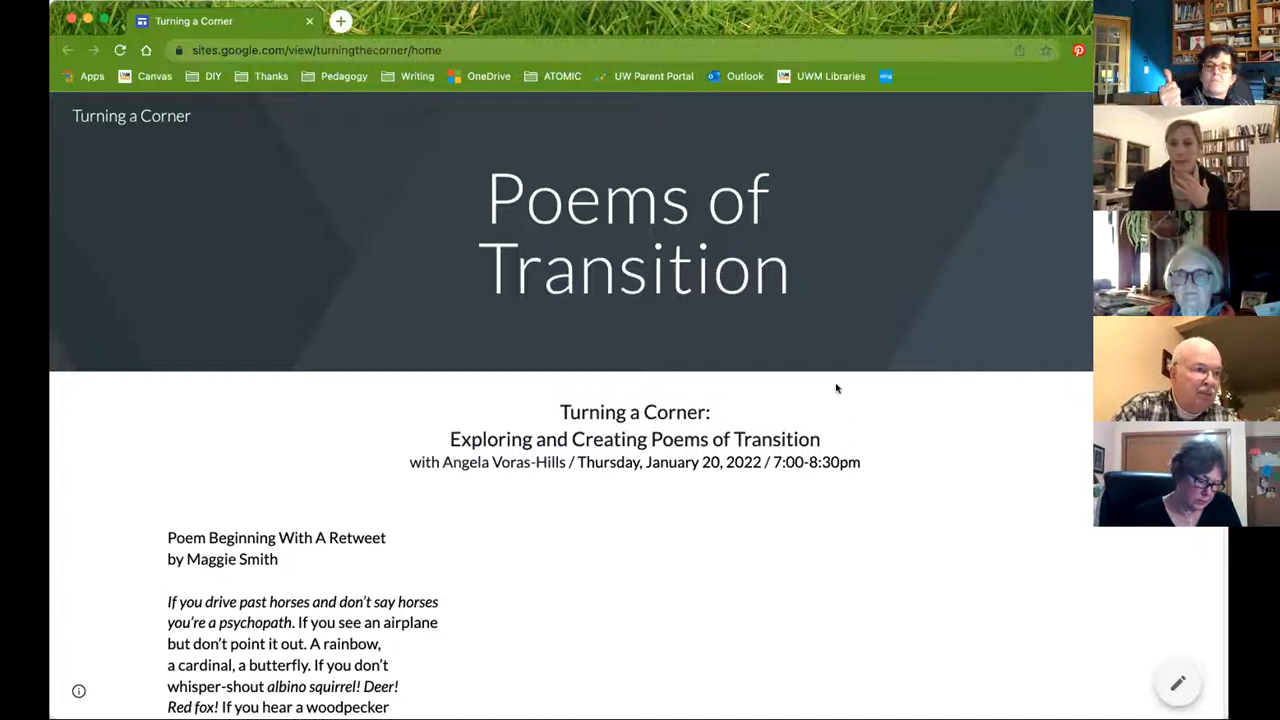 Turning a Corner
sites.google.com/view/turningthecorner/home
Apps Canvas DIY Thanks Pedagogy Writing OneDrive ATOMIC UW Parent Portal Outlook UWM Libraries
Turning a Corner
Poems of
Transition
Turning a Corner:
Exploring and Creating Poems of Transition
with Angela Voras-Hills / Thursday, January 20, 2022 / 7:00-8:30pm
Poem Beginning With A Retweet
by Maggie Smith
If you drive past horses and don’t say horses
you’re a psychopath. If you see an airplane
but don’t point it out. A rainbow,
a cardinal, a butterfly. If you don’t
whisper-shout albino squirrel! Deer!
Red fox! If you hear a woodpecker